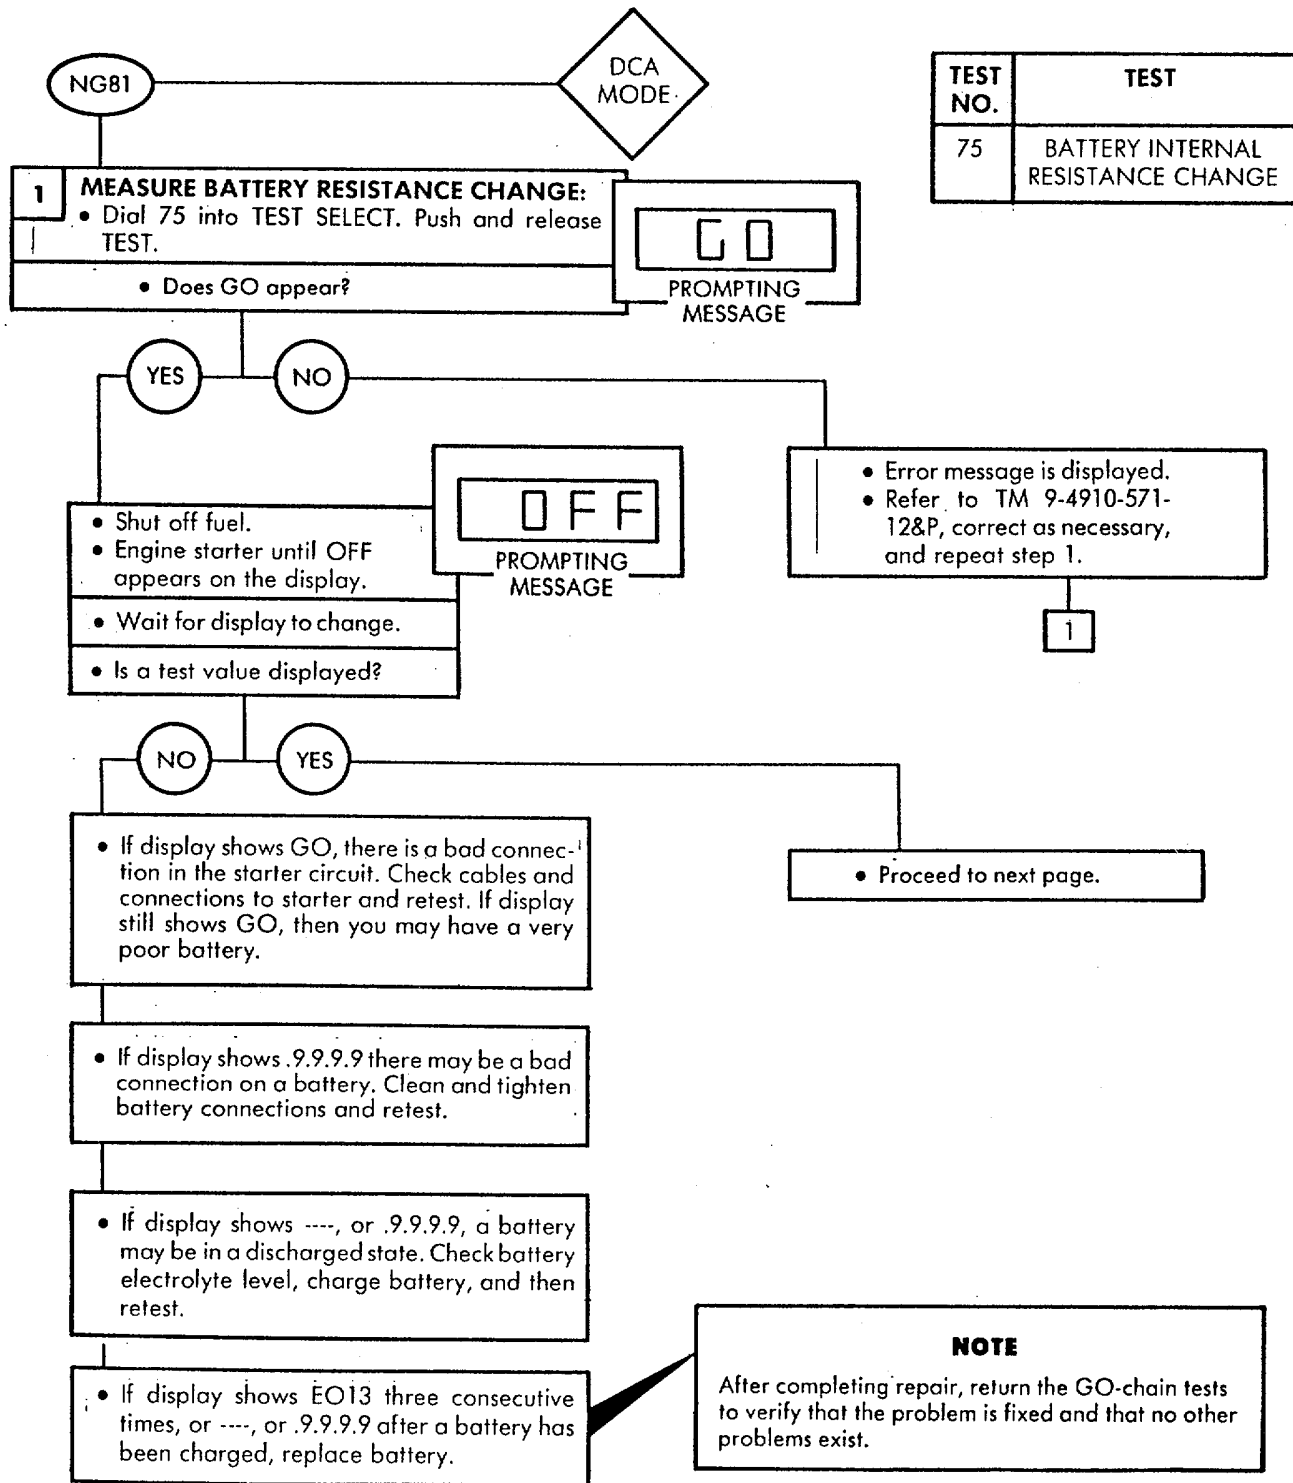 NG81
DCA
MODE
TEST
NO.
TEST
75
BATTERY INTERNAL
RESISTANCE CHANGE
1
MEASURE BATTERY RESISTANCE CHANGE:
• Dial 75 into TEST SELECT. Push and release
TEST.
• Does GO appear?
GO
PROMPTING
MESSAGE
YES
NO
• Shut off fuel.
• Engine starter until OFF
appears on the display.
• Wait for display to change.
• Is a test value displayed?
OFF
PROMPTING
MESSAGE
• Error message is displayed.
• Refer to TM 9-4910-571-
12&P, correct as necessary,
and repeat step 1.
1
NO
YES
• If display shows GO, there is a bad connec-
tion in the starter circuit. Check cables and
connections to starter and retest. If display
still shows GO, then you may have a very
poor battery.
• Proceed to next page.
• If display shows .9.9.9.9 there may be a bad
connection on a battery. Clean and tighten
battery connections and retest.
• If display shows ----, or .9.9.9.9, a battery
may be in a discharged state. Check battery
electrolyte level, charge battery, and then
retest.
• If display shows EO13 three consecutive
times, or ----, or .9.9.9.9 after a battery has
been charged, replace battery.
NOTE
After completing repair, return the GO-chain tests
to verify that the problem is fixed and that no other
problems exist.